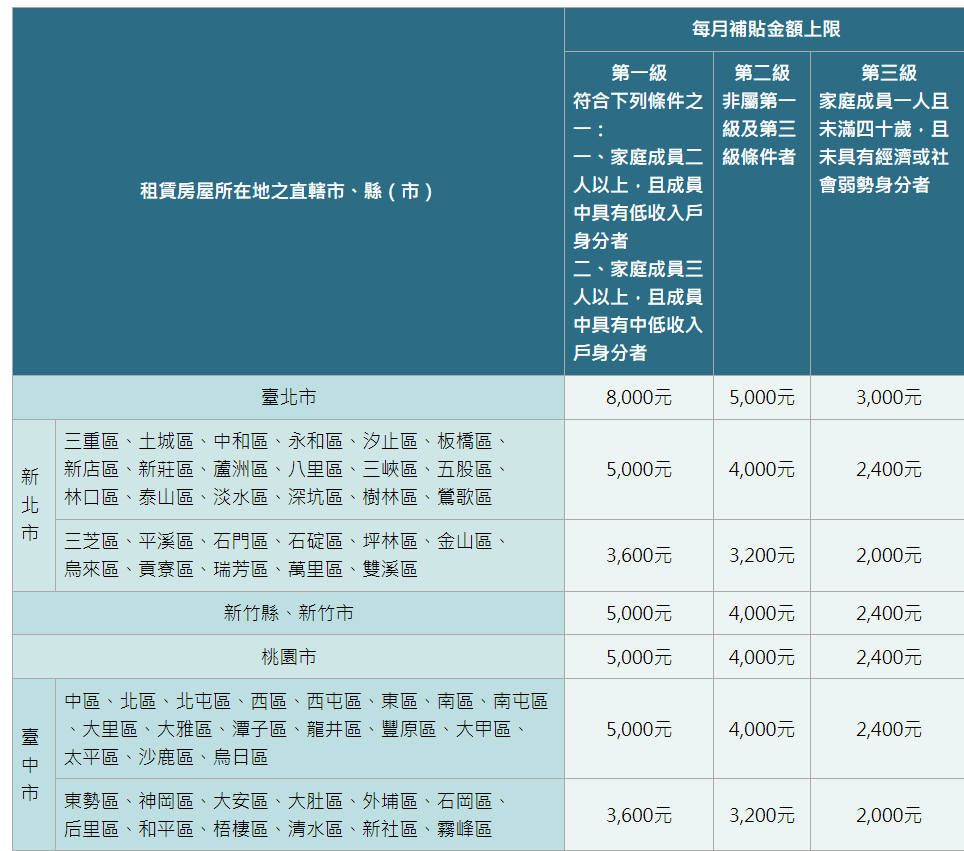 租賃房屋所在地之直轄市、縣（市）
每月補貼金額上限
第一級
符合下列條件之
一：
一、家庭成員二
人以上，且成員
中具有低收入戶
身分者
二、家庭成員三
人以上，且成員
中具有中低收入
戶身分者
第二級
非屬第一
級及第三
級條件者
第三級
家庭成員一人且
未滿四十歲，且
未具有經濟或社
會弱勢身分者
臺北市
8,000元
5,000元
3,000元
新
北
市
三重區、土城區、中和區、永和區、汐止區、板橋區、
新店區、新莊區、蘆洲區、八里區、三峽區、五股區、
林口區、泰山區、淡水區、深坑區、樹林區、鶯歌區
5,000元
4,000元
2,400元
三芝區、平溪區、石門區、石碇區、坪林區、金山區、
烏來區、貢寮區、瑞芳區、萬里區、雙溪區
3,600元
3,200元
2,000元
新竹縣、新竹市
5,000元
4,000元
2,400元
桃園市
5,000元
4,000元
2,400元
臺
中
市
中區、北區、北屯區、西區、西屯區、東區、南區、南屯區
、大里區、大雅區、潭子區、龍井區、豐原區、大甲區、
太平區、沙鹿區、烏日區
5,000元
4,000元
2,400元
東勢區、神岡區、大安區、大肚區、外埔區、石岡區、
后里區、和平區、梧棲區、清水區、新社區、霧峰區
3,600元
3,200元
2,000元